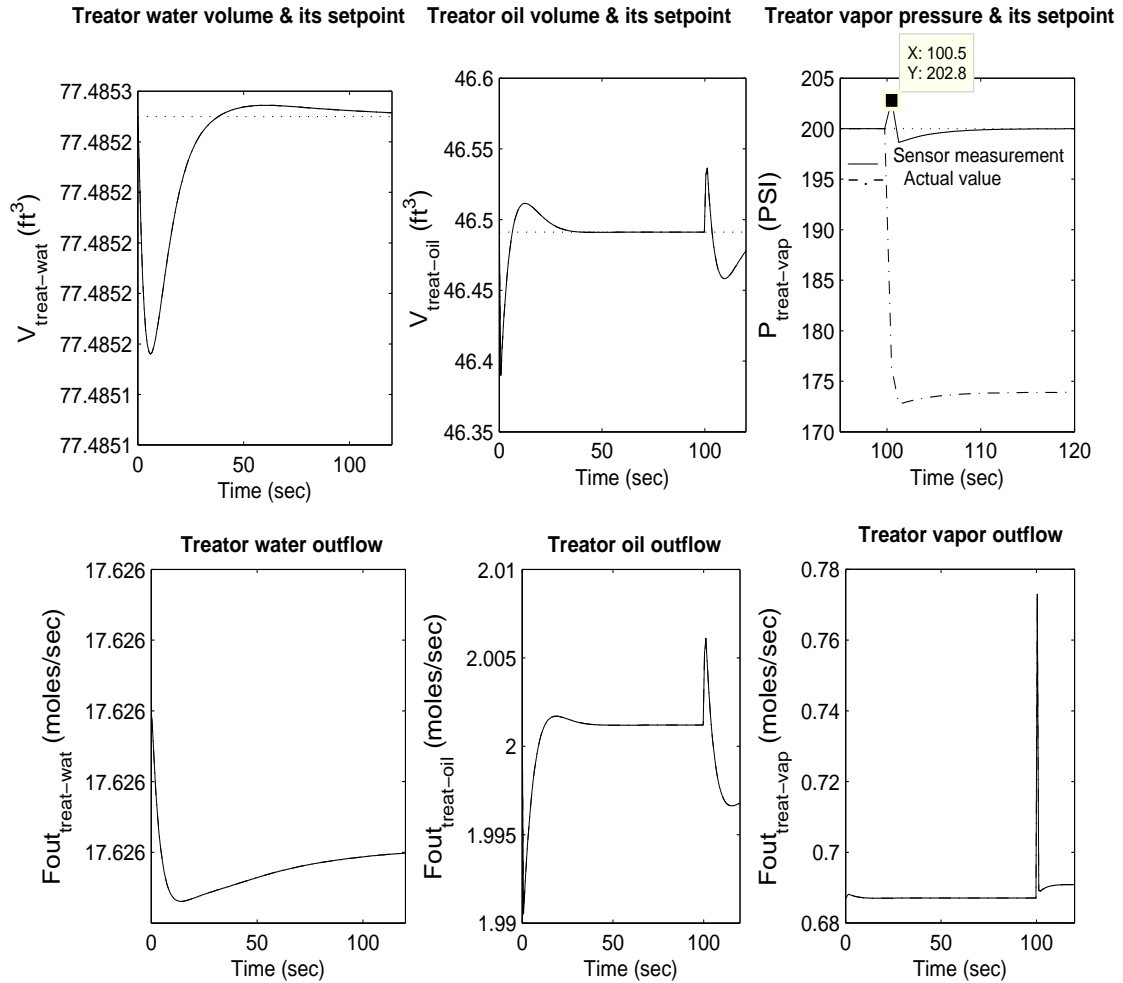 Treator water volume & its setpoint
77.4853
77.4852
77.4852
77.4852
77.4852
77.4852
77.4851
77.4851
V_treat−wat (ft³)
0 50 100
Time (sec)
Treator oil volume & its setpoint
46.6
46.55
46.5
46.45
46.4
46.35
V_treat−oil (ft³)
0 50 100
Time (sec)
Treator vapor pressure & its setpoint
X: 100.5
Y: 202.8
205
200
195
190
185
180
175
170
P_treat−vap (PSI)
Sensor measurement
Actual value
100 110 120
Time (sec)
Treator water outflow
17.626
17.626
17.626
17.626
17.626
Fout_treat−wat (moles/sec)
0 50 100
Time (sec)
Treator oil outflow
2.01
2.005
2
1.995
1.99
Fout_treat−oil (moles/sec)
0 50 100
Time (sec)
Treator vapor outflow
0.78
0.76
0.74
0.72
0.7
0.68
Fout_treat−vap (moles/sec)
0 50 100
Time (sec)